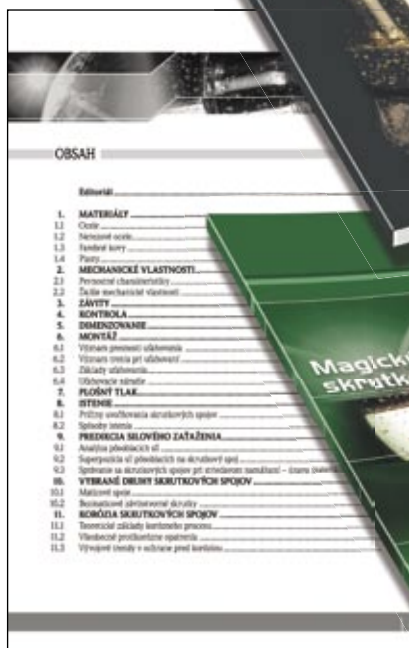 OBSAH
Editoriál
1. MATERIÁLY
1.1 Ocele
1.2 Nerezové ocele
1.3 Farebné kovy
1.4 Plasty
2. MECHANICKÉ VLASTNOSTI
2.1 Pevnostné charakteristiky
2.2 Ďalšie mechanické vlastnosti
3. ZÁVITY
4. KONTROLA
5. DIMENZOVANIE
6. MONTÁŽ
6.1 Význam presnosti uťahovania
6.2 Význam trenia pri uťahovaní
6.3 Základy uťahovania
6.4 Uťahovacie náradie
7. PLOŠNÝ TLAK
8. ISTENIE
8.1 Príčiny uvoľňovania skrutkových spojov
8.2 Spôsoby istenia
9. PREDIKCIA SILOVÉHO ZAŤAŽENIA
9.1 Analýza pôsobiacich síl
9.2 Superpozícia síl pôsobiacich na skrutkový spoj
9.3 Správanie sa skrutkových spojov pri striedavom namáhaní – únava
10. VYBRANÉ DRUHY SKRUTKOVÝCH SPOJOV
10.1 Maticové spoje
10.2 Bezmaticové závitotvorné skrutky
11. KORÓZIA SKRUTKOVÝCH SPOJOV
11.1 Teoretické základy korózneho procesu
11.2 Všeobecné protikorózne opatrenia
11.3 Vývojové trendy v ochrane pred koróziou
Magick
skrutk